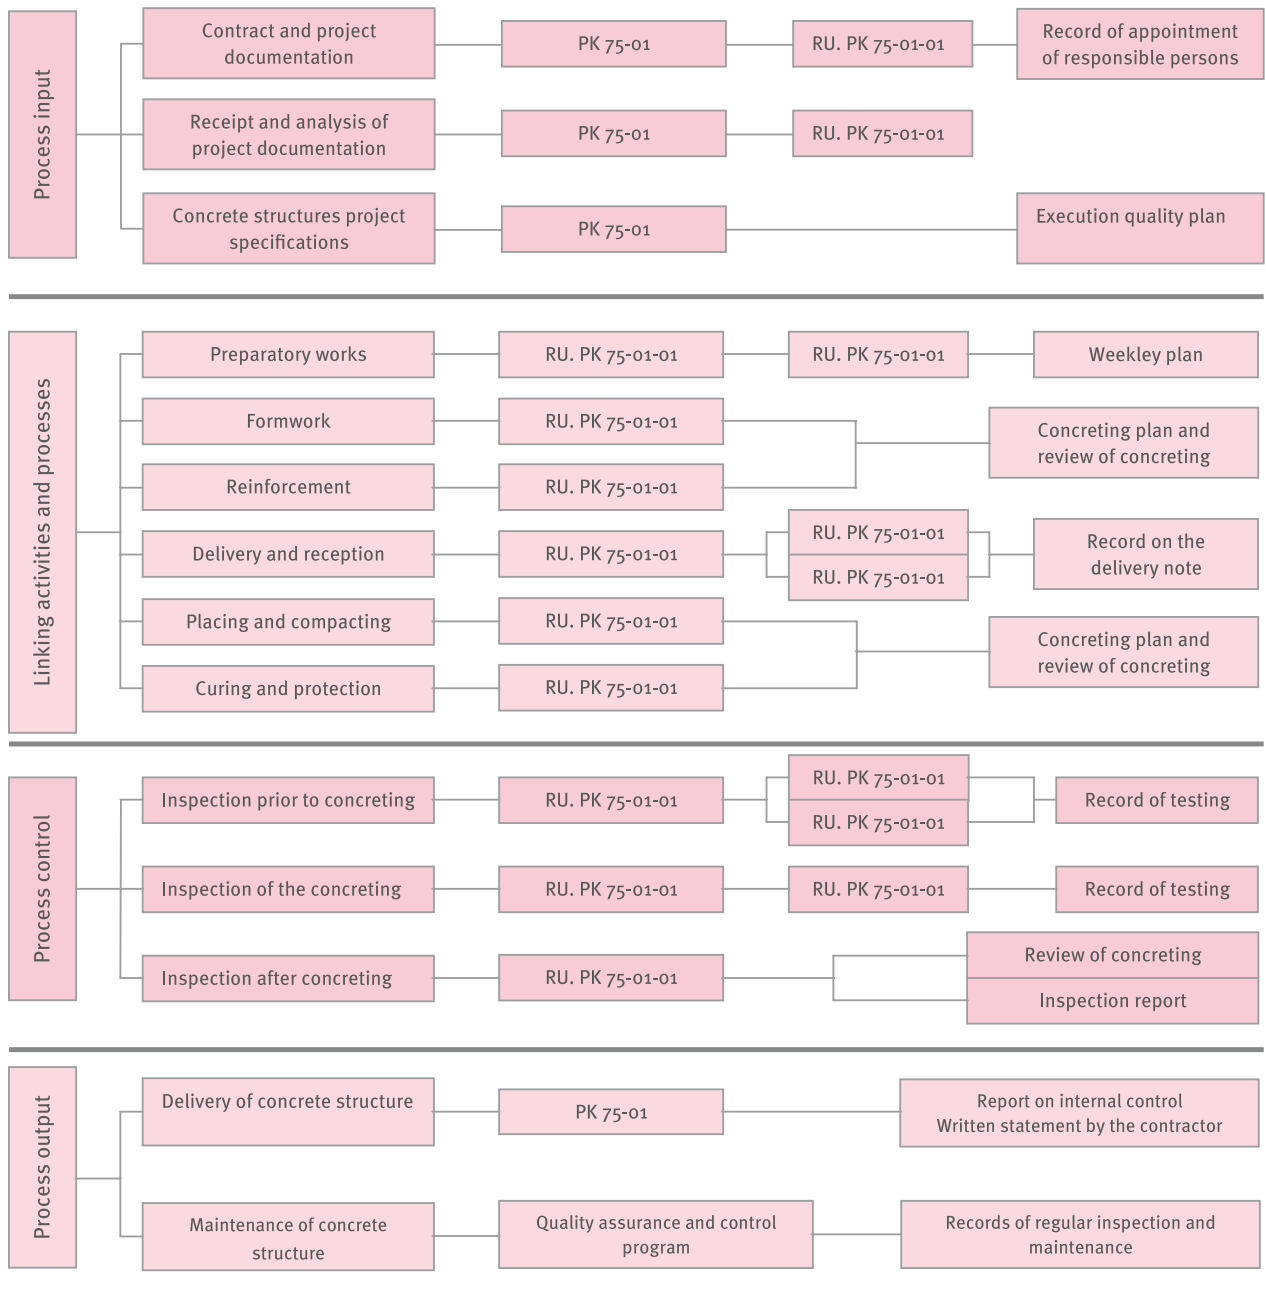 Process input
Contract and project
documentation
PK 75-01
RU. PK 75-01-01
Record of appointment
of responsible persons
Receipt and analysis of
project documentation
PK 75-01
RU. PK 75-01-01
Concrete structures project
specifications
PK 75-01
Execution quality plan
Linking activities and processes
Preparatory works
RU. PK 75-01-01
RU. PK 75-01-01
Weekley plan
Formwork
RU. PK 75-01-01
Concreting plan and
review of concreting
Reinforcement
RU. PK 75-01-01
Delivery and reception
RU. PK 75-01-01
RU. PK 75-01-01
RU. PK 75-01-01
Record on the
delivery note
Placing and compacting
RU. PK 75-01-01
Concreting plan and
review of concreting
Curing and protection
RU. PK 75-01-01
Process control
Inspection prior to concreting
RU. PK 75-01-01
RU. PK 75-01-01
RU. PK 75-01-01
Record of testing
Inspection of the concreting
RU. PK 75-01-01
RU. PK 75-01-01
Record of testing
Inspection after concreting
RU. PK 75-01-01
Review of concreting
Inspection report
Process output
Delivery of concrete structure
PK 75-01
Report on internal control
Written statement by the contractor
Maintenance of concrete
structure
Quality assurance and control
program
Records of regular inspection and
maintenance